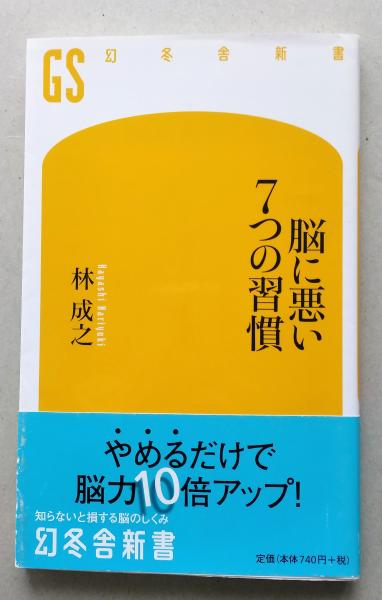 GS 幻冬舎新書
脳に悪い
7つの習慣
林 成之
Hayashi Nariyuki
やめるだけで
脳力10倍アップ!
知らないと損する脳のしくみ
幻冬舎新書
定価(本体740円+税)